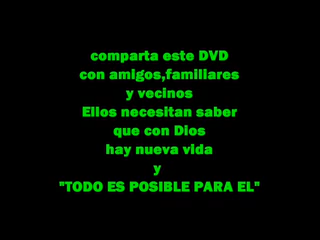 comparta este DVD
con amigos,familiares
y vecinos
Ellos necesitan saber
que con Dios
hay nueva vida
y
"TODO ES POSIBLE PARA EL"